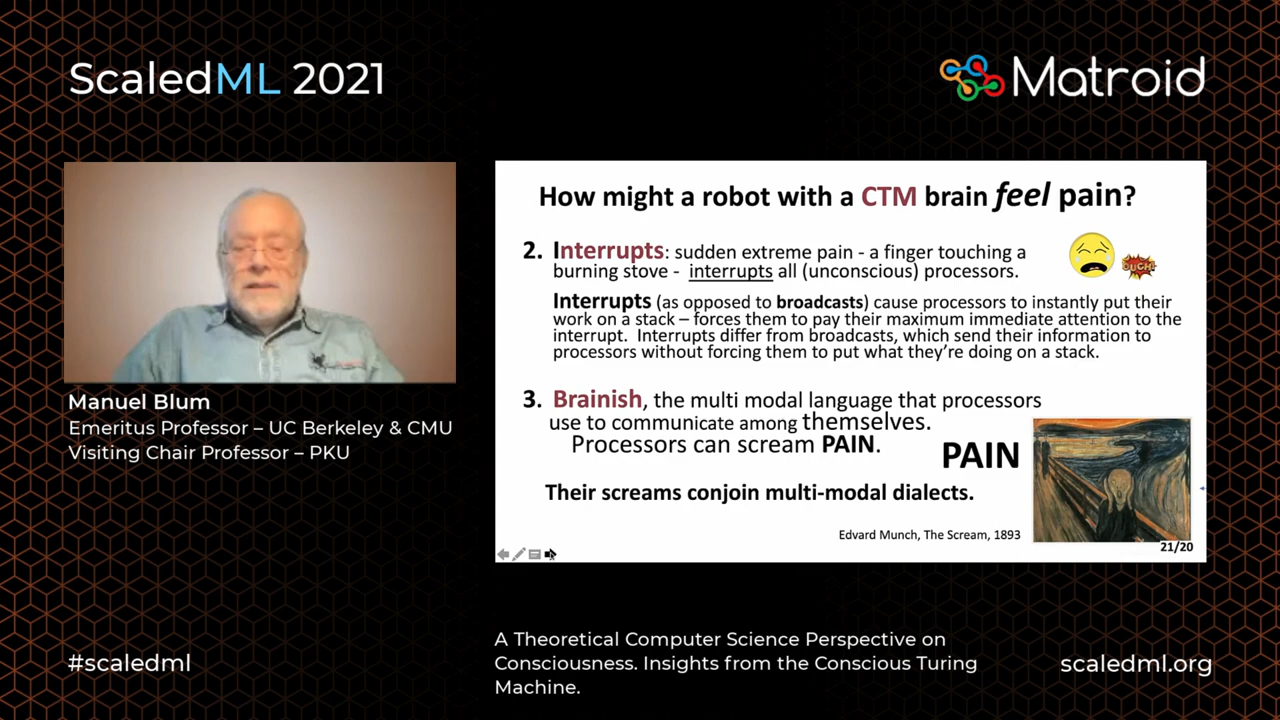 ScaledML 2021
Matroid
Manuel Blum
Emeritus Professor – UC Berkeley & CMU
Visiting Chair Professor – PKU
How might a robot with a CTM brain feel pain?
2. Interrupts: sudden extreme pain - a finger touching a
burning stove - interrupts all (unconscious) processors.
OUCH!
Interrupts (as opposed to broadcasts) cause processors to instantly put their
work on a stack – forces them to pay their maximum immediate attention to the
interrupt. Interrupts differ from broadcasts, which send their information to
processors without forcing them to put what they're doing on a stack.
3. Brainish, the multi modal language that processors
use to communicate among themselves.
Processors can scream PAIN.
PAIN
Their screams conjoin multi-modal dialects.
Edvard Munch, The Scream, 1893
21/20
#scaledml
A Theoretical Computer Science Perspective on
Consciousness. Insights from the Conscious Turing
Machine.
scaledml.org